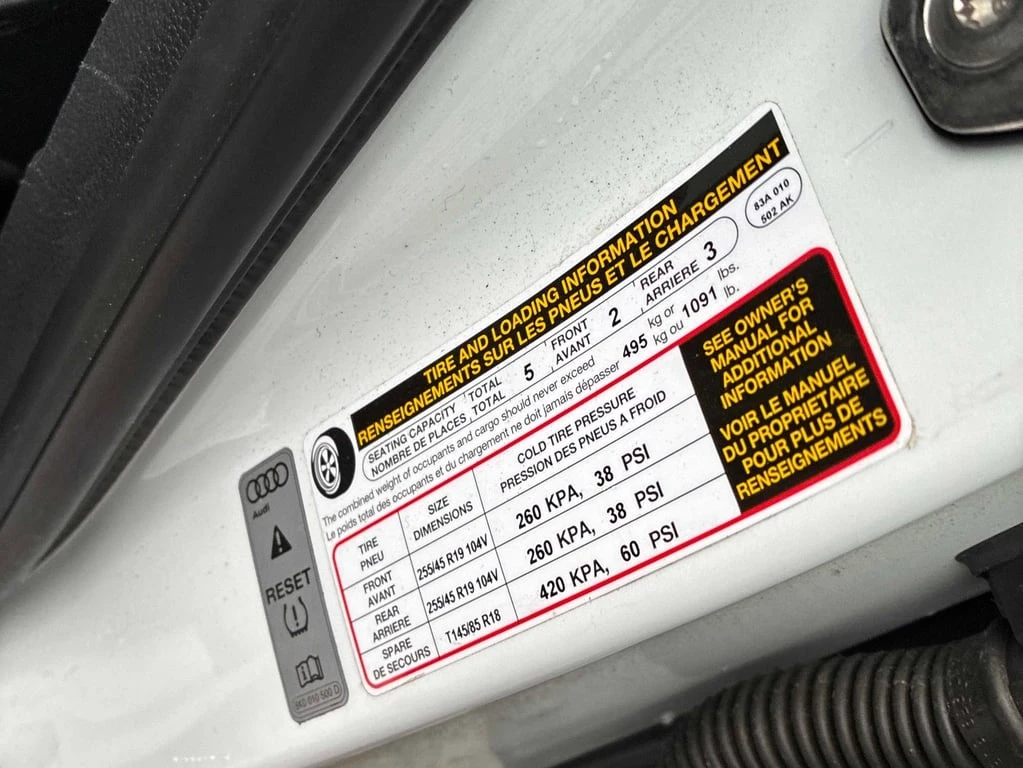 TIRE AND LOADING INFORMATION
RENSEIGNEMENTS SUR LES PNEUS ET LE CHARGEMENT
83A 010
502 AK
SEATING CAPACITY TOTAL 5 FRONT 2 REAR 3
NOMBRE DE PLACES TOTAL AVANT ARRIERE
The combined weight of occupants and cargo should never exceed 495 kg or 1091 lbs.
Le poids total des occupants et du chargement ne doit jamais dépasser kg ou lb.
TIRE SIZE COLD TIRE PRESSURE
PNEU DIMENSIONS PRESSION DES PNEUS A FROID
FRONT 255/45 R19 104V 260 KPA, 38 PSI
AVANT
REAR 255/45 R19 104V 260 KPA, 38 PSI
ARRIERE
SPARE T145/85 R18 420 KPA, 60 PSI
DE SECOURS
SEE OWNER'S
MANUAL FOR
ADDITIONAL
INFORMATION
VOIR LE MANUEL
DU PROPRIETAIRE
POUR PLUS DE
RENSEIGNEMENTS
Audi
RESET
8K0 010 500 D